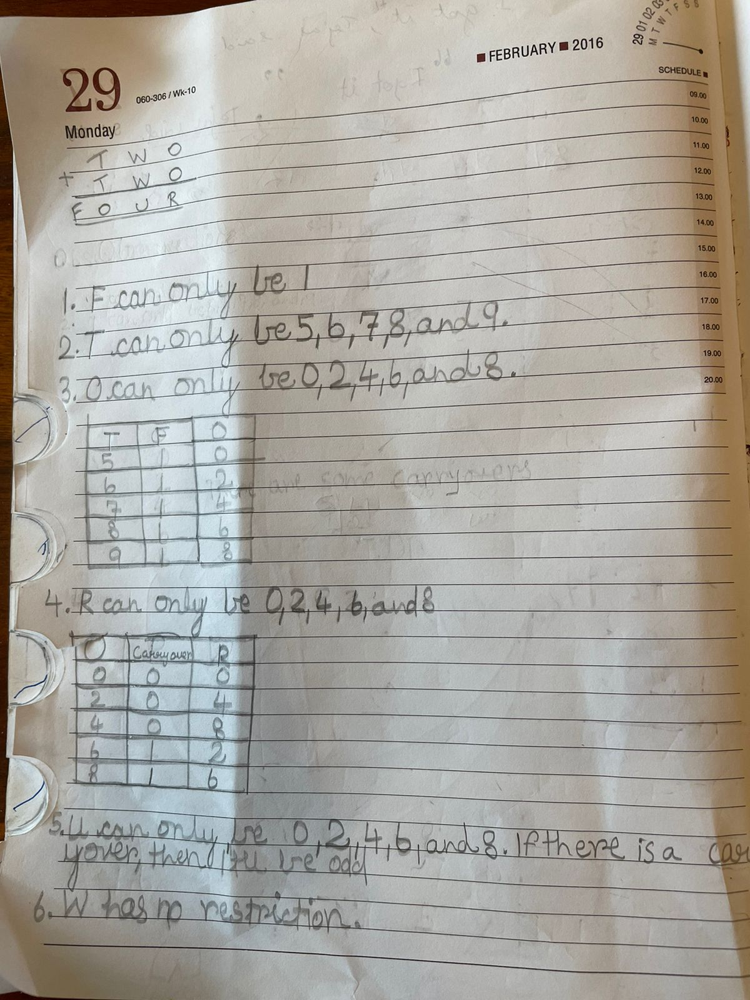 29 01 02 03
M T W T F S S
■ FEBRUARY ■ 2016
29
060-306 / Wk-10
Monday
SCHEDULE ■
09.00
10.00
11.00
12.00
13.00
14.00
15.00
16.00
17.00
18.00
19.00
20.00
T W O
+ T W O
F O U R
1. F can only be 1
2. T can only be 5, 6, 7, 8, and 9.
3. O can only be 0, 2, 4, 6, and 8.
T F O
5 1 0
6 1 2
7 1 4
8 1 6
9 1 8
are some carryovers
4. R can only be 0, 2, 4, 6, and 8
O Carryover R
0 0 0
2 0 4
4 0 8
6 1 2
8 1 6
5. U can only be 0, 2, 4, 6, and 8. If there is a car
yover, then it'll be odd
6. W has no restriction.